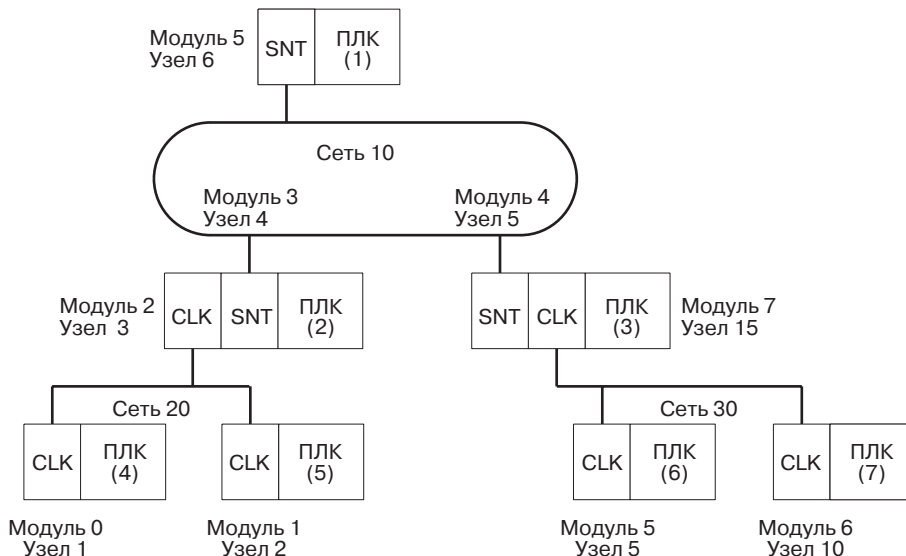 Модуль 5
Узел 6
SNT
ПЛК
(1)
Сеть 10
Модуль 3
Узел 4
Модуль 4
Узел 5
Модуль 2
Узел 3
CLK
SNT
ПЛК
(2)
SNT
CLK
ПЛК
(3)
Модуль 7
Узел 15
Сеть 20
Сеть 30
CLK
ПЛК
(4)
CLK
ПЛК
(5)
CLK
ПЛК
(6)
CLK
ПЛК
(7)
Модуль 0
Узел 1
Модуль 1
Узел 2
Модуль 5
Узел 5
Модуль 6
Узел 10